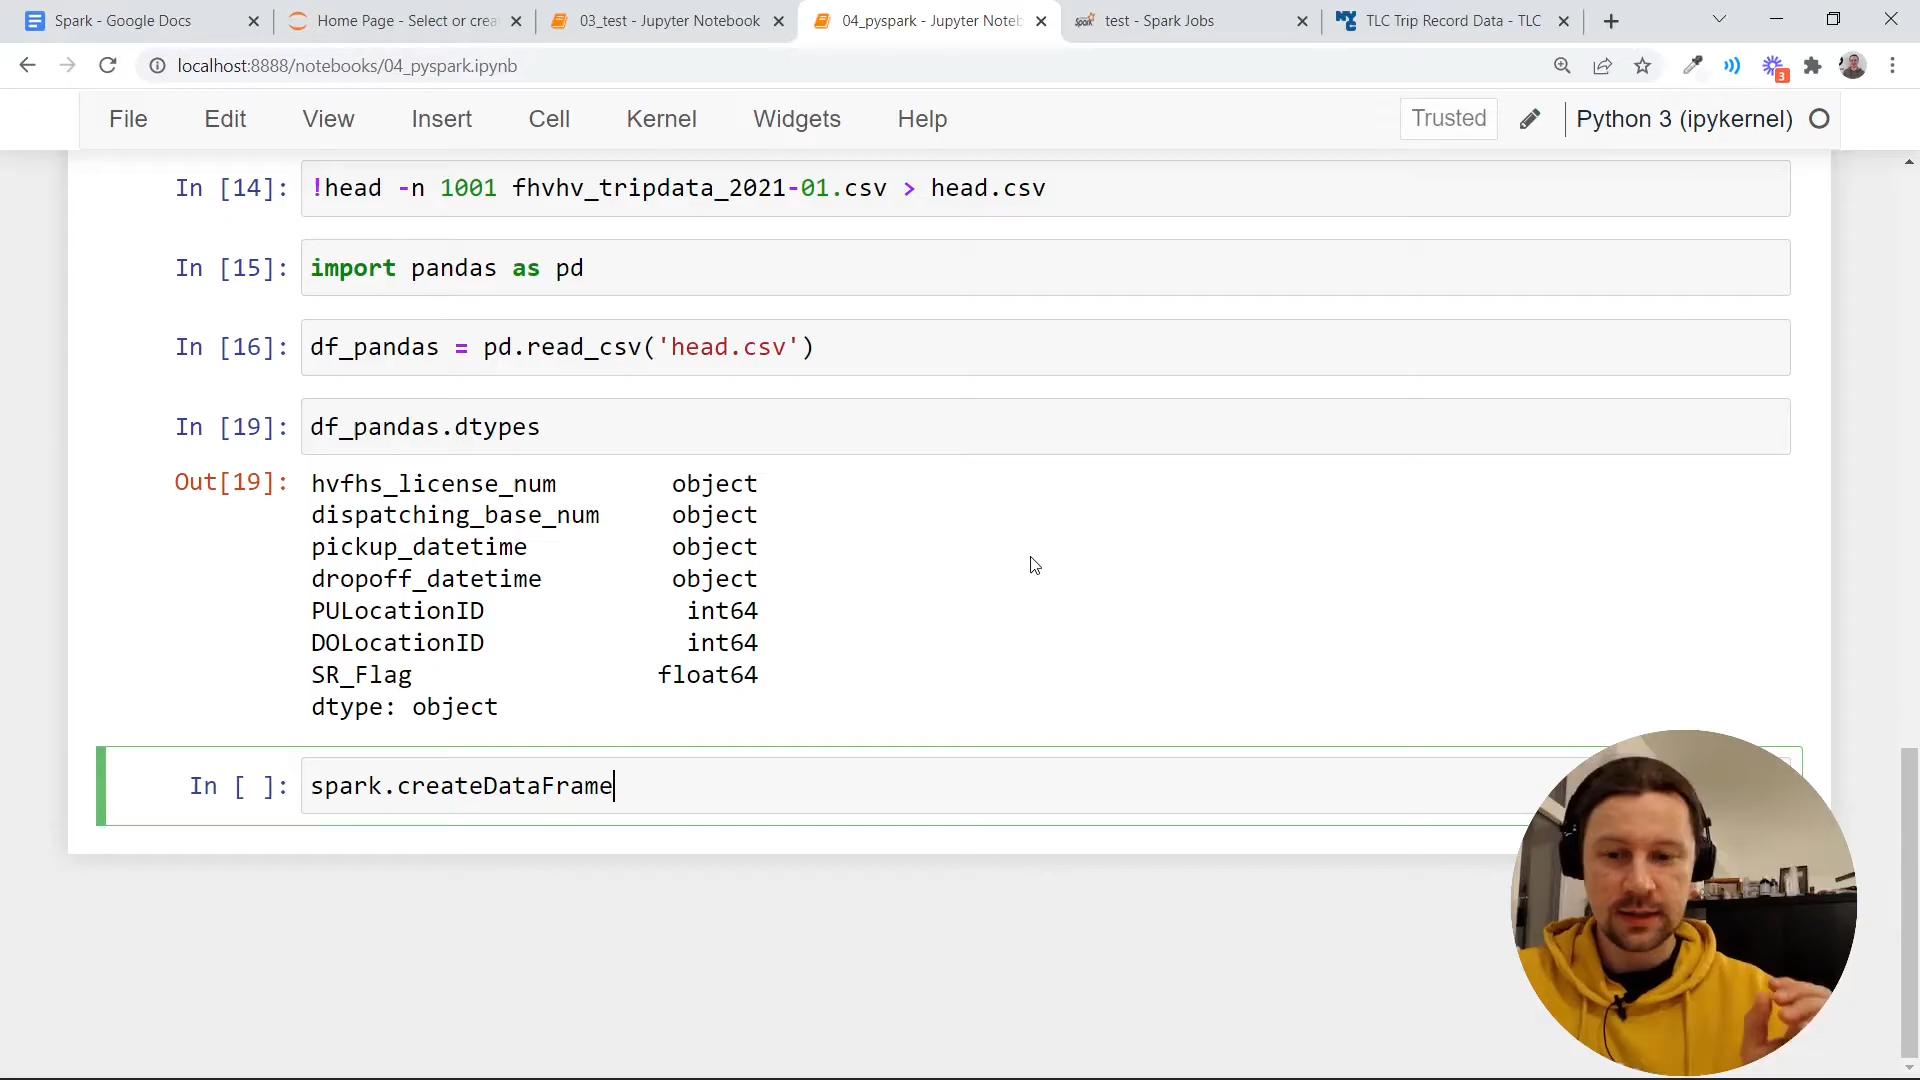 Spark - Google Docs
Home Page - Select or crea
03_test - Jupyter Notebook
04_pyspark - Jupyter Noteb
test - Spark Jobs
TLC Trip Record Data - TLC
localhost:8888/notebooks/04_pyspark.ipynb
3
File Edit View Insert Cell Kernel Widgets Help Trusted Python 3 (ipykernel)
In [14]: !head -n 1001 fhvhv_tripdata_2021-01.csv > head.csv
In [15]: import pandas as pd
In [16]: df_pandas = pd.read_csv('head.csv')
In [19]: df_pandas.dtypes
Out[19]: hvfhs_license_num object
dispatching_base_num object
pickup_datetime object
dropoff_datetime object
PULocationID int64
DOLocationID int64
SR_Flag float64
dtype: object
In [ ]: spark.createDataFrame